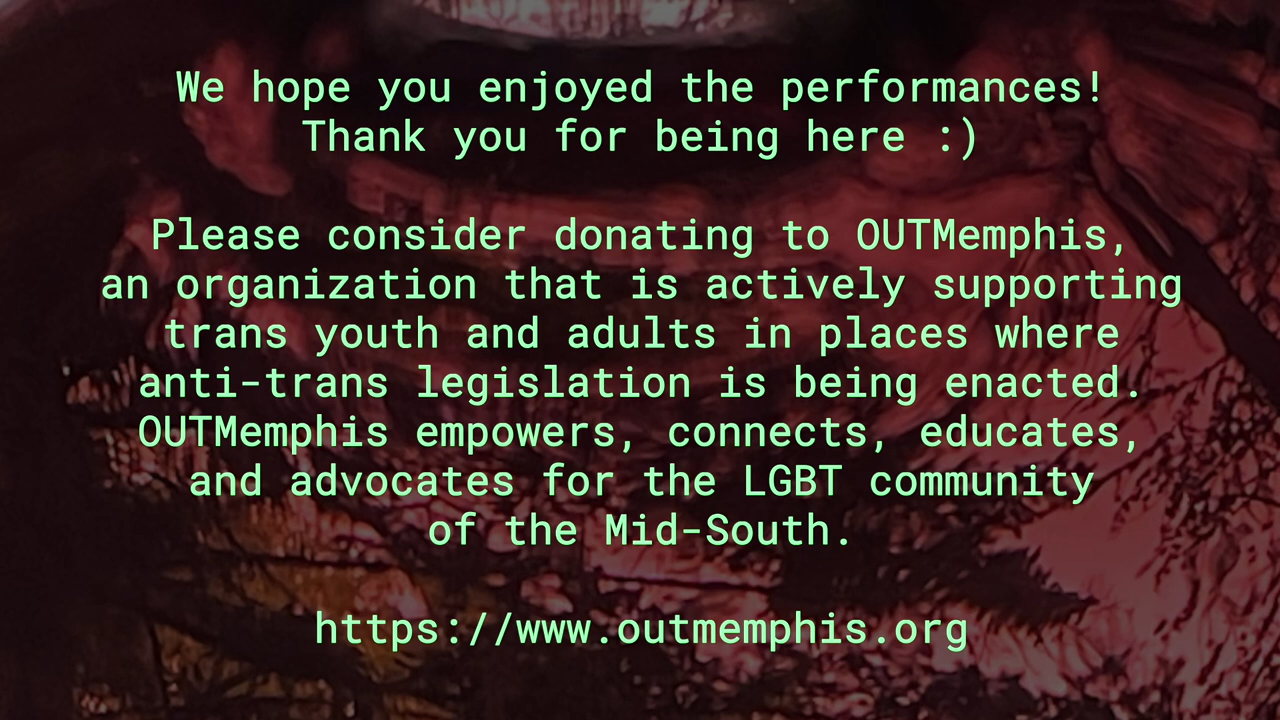 We hope you enjoyed the performances!
Thank you for being here :)
Please consider donating to OUTMemphis,
an organization that is actively supporting
trans youth and adults in places where
anti-trans legislation is being enacted.
OUTMemphis empowers, connects, educates,
and advocates for the LGBT community
of the Mid-South.
https://www.outmemphis.org